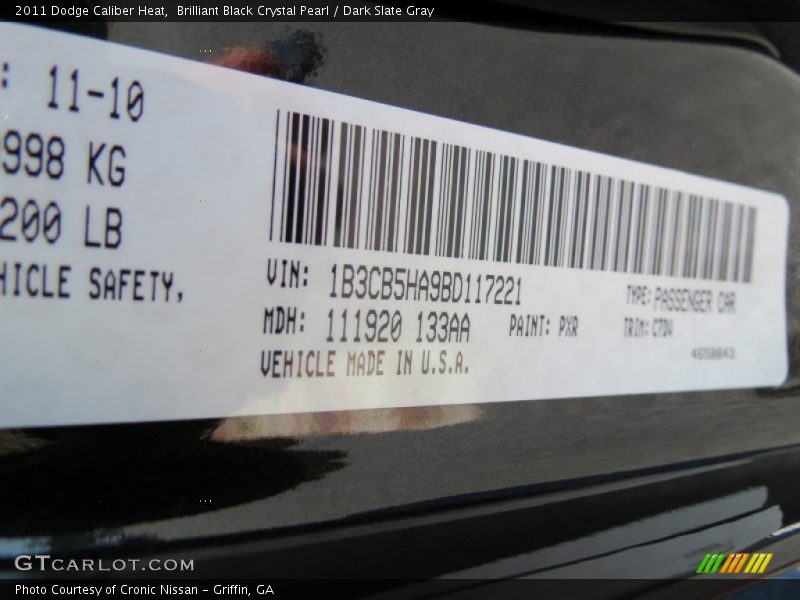 2011 Dodge Caliber Heat,  Brilliant Black Crystal Pearl / Dark Slate Gray
: 11-10
998 KG
200 LB
HICLE SAFETY,
VIN: 1B3CB5HA9BD117221
TYPE: PASSENGER CAR
MDH: 111920 133AA
PAINT: PXR
TRIM: C7DV
VEHICLE MADE IN U.S.A.
GTCARLOT.COM
Photo Courtesy of Cronic Nissan – Griffin, GA